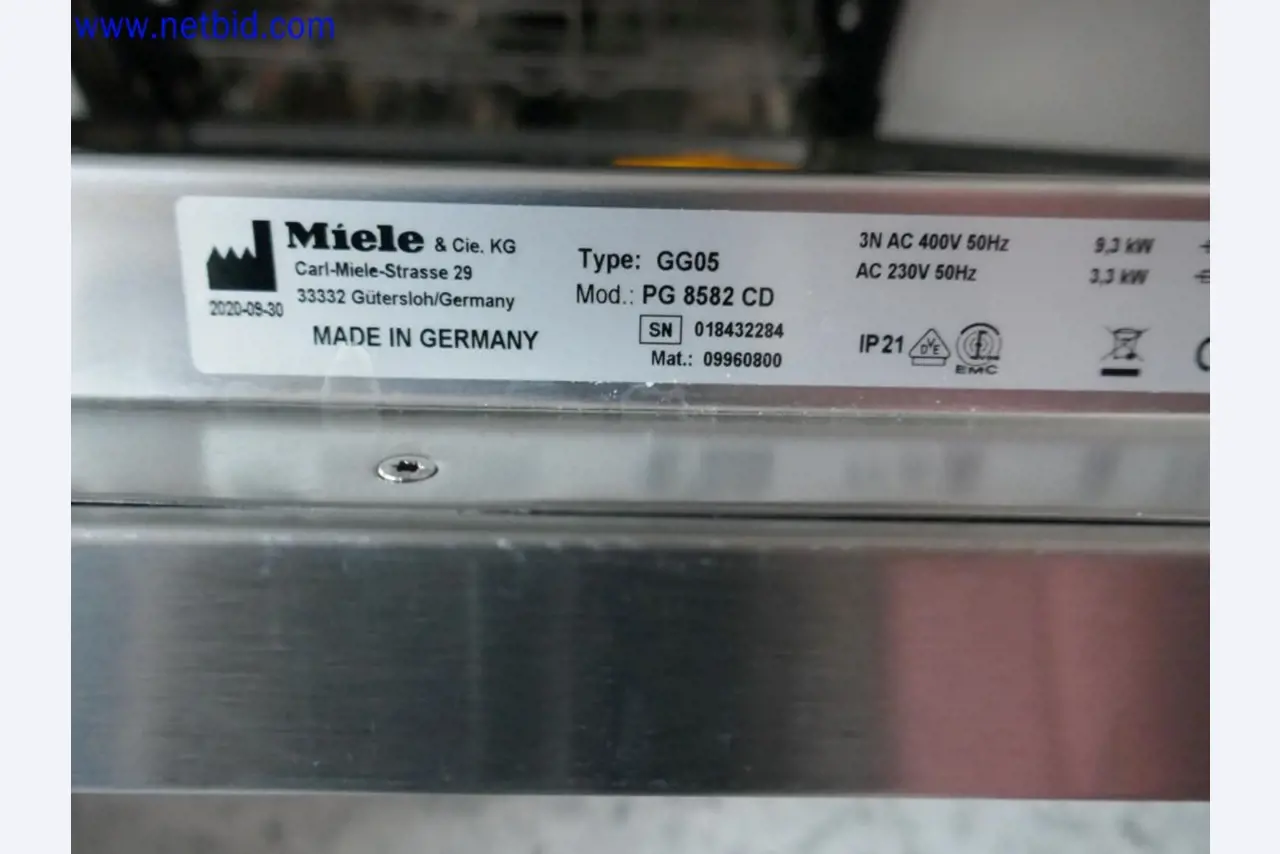 www.netbid.com
Miele & Cie. KG
Carl-Miele-Strasse 29
33332 Gütersloh/Germany
2020-09-30
MADE IN GERMANY
Type: GG05
Mod.: PG 8582 CD
SN 018432284
Mat.: 09960800
3N AC 400V 50Hz 9,3 kW
AC 230V 50Hz 3,3 kW
IP21
DVE
EMC